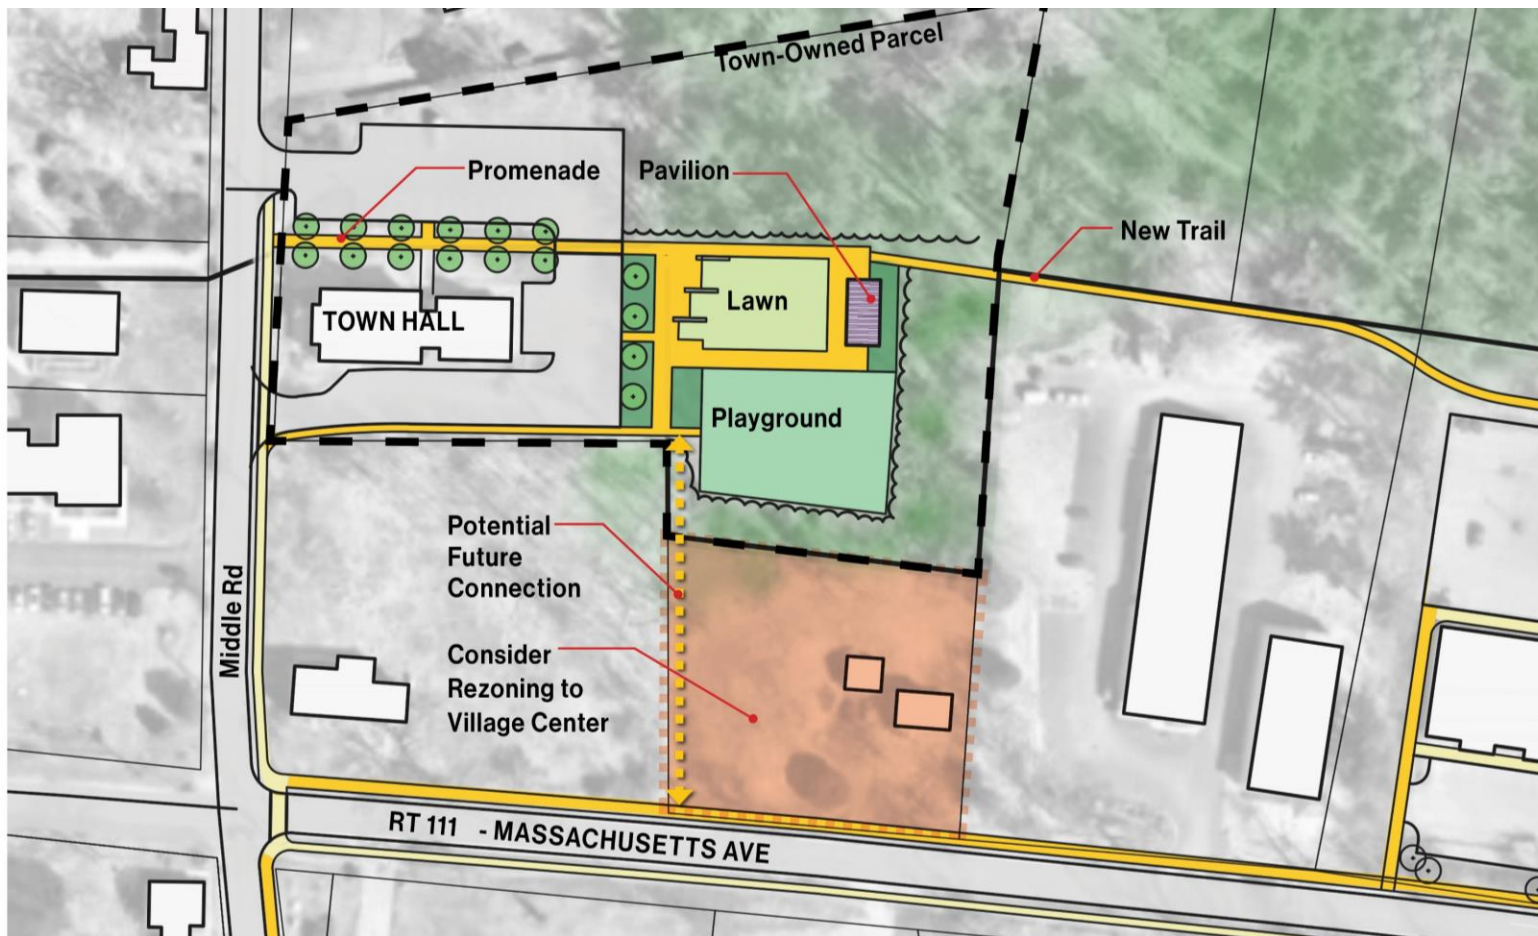 Town-Owned Parcel
Promenade
Pavilion
New Trail
Lawn
TOWN HALL
Playground
Potential
Future
Connection
Middle Rd
Consider
Rezoning to
Village Center
RT 111 - MASSACHUSETTS AVE